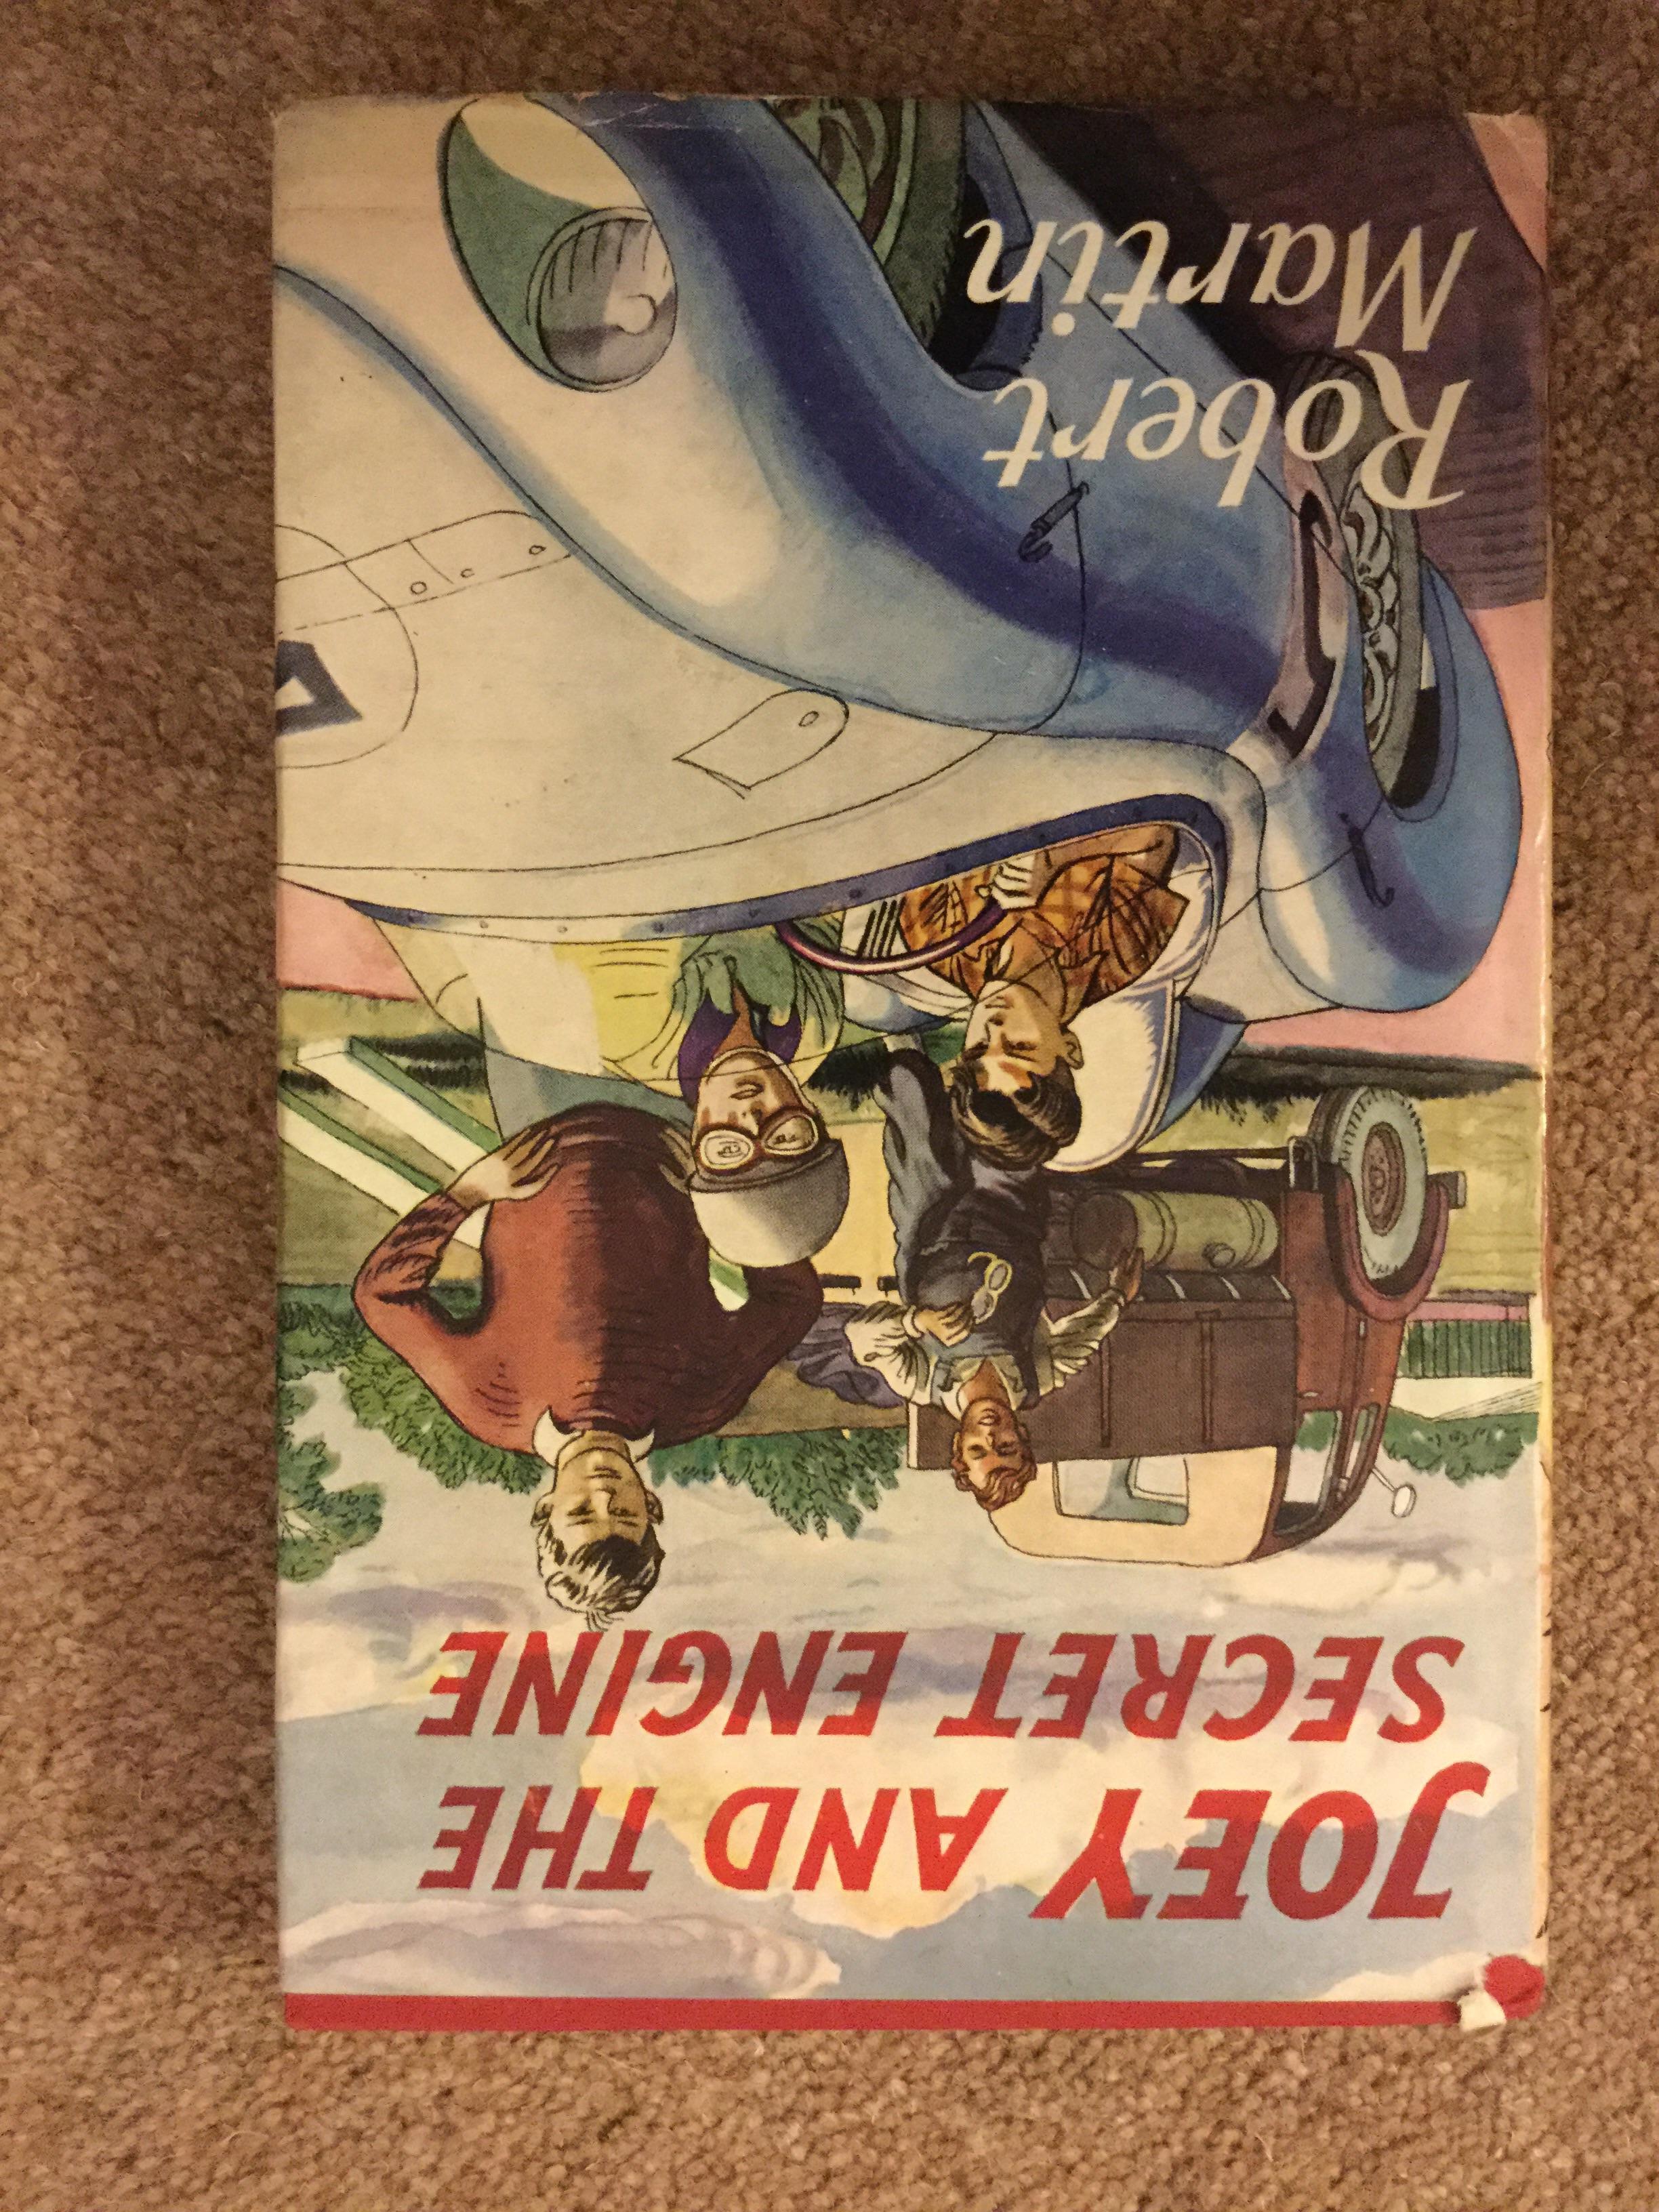 JOEY AND THE
SECRET ENGINE
Robert
Martin